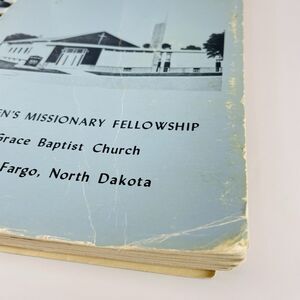 MISSIONARY FELLOWSHIP
Grace Baptist Church
Fargo, North Dakota